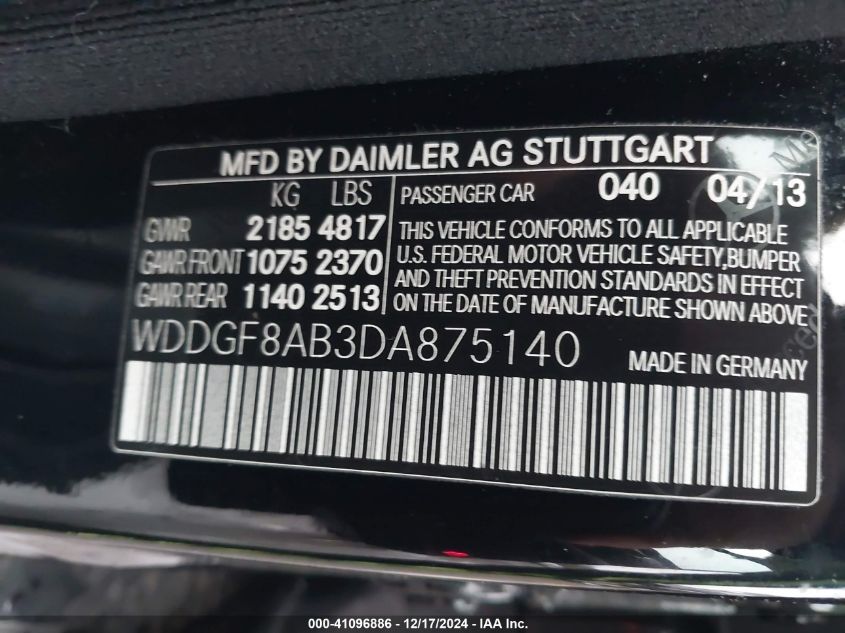 MFD BY DAIMLER AG STUTTGART
KG LBS
GVWR 2185 4817
GAWR FRONT 1075 2370
GAWR REAR 1140 2513
PASSENGER CAR 040 04/13
THIS VEHICLE CONFORMS TO ALL APPLICABLE
U.S. FEDERAL MOTOR VEHICLE SAFETY,BUMPER
AND THEFT PREVENTION STANDARDS IN EFFECT
ON THE DATE OF MANUFACTURE SHOWN ABOVE
WDDGF8AB3DA875140 MADE IN GERMANY
000-41096886 - 12/17/2024 - IAAI.com